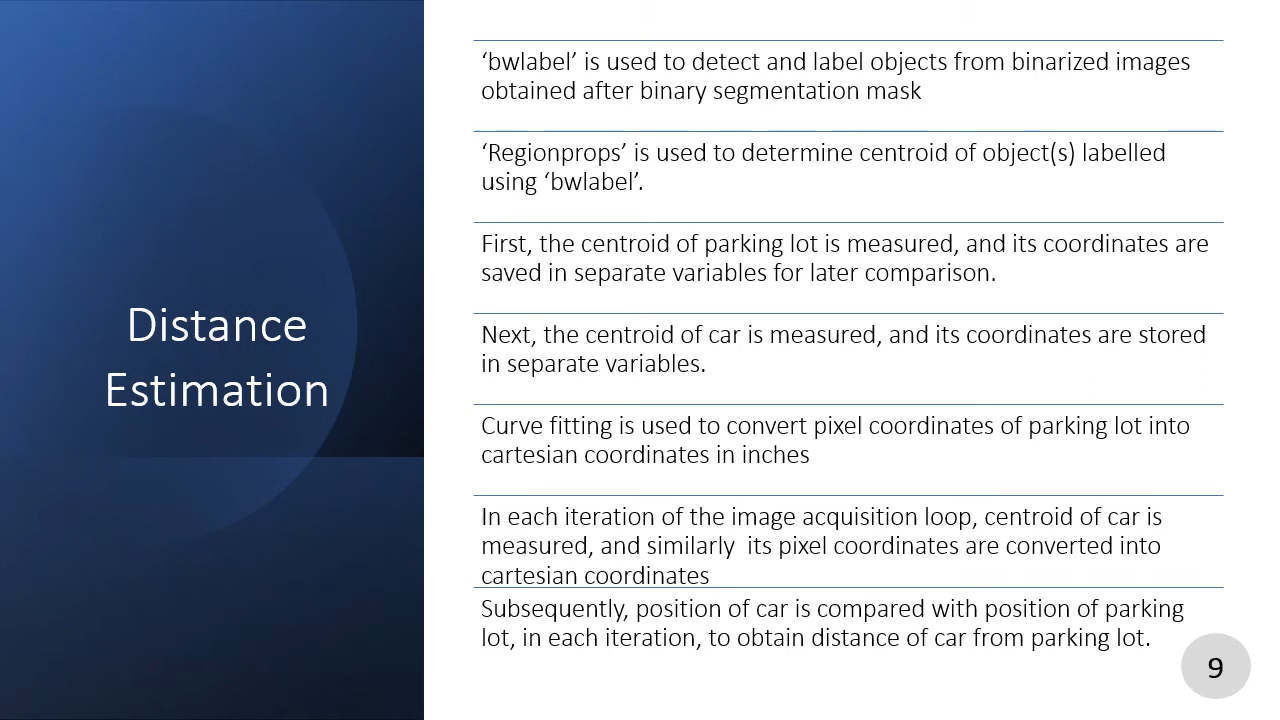 Distance
Estimation
‘bwlabel’ is used to detect and label objects from binarized images
obtained after binary segmentation mask
‘Regionprops’ is used to determine centroid of object(s) labelled
using ‘bwlabel’.
First, the centroid of parking lot is measured, and its coordinates are
saved in separate variables for later comparison.
Next, the centroid of car is measured, and its coordinates are stored
in separate variables.
Curve fitting is used to convert pixel coordinates of parking lot into
cartesian coordinates in inches
In each iteration of the image acquisition loop, centroid of car is
measured, and similarly  its pixel coordinates are converted into
cartesian coordinates
Subsequently, position of car is compared with position of parking
lot, in each iteration, to obtain distance of car from parking lot.
9